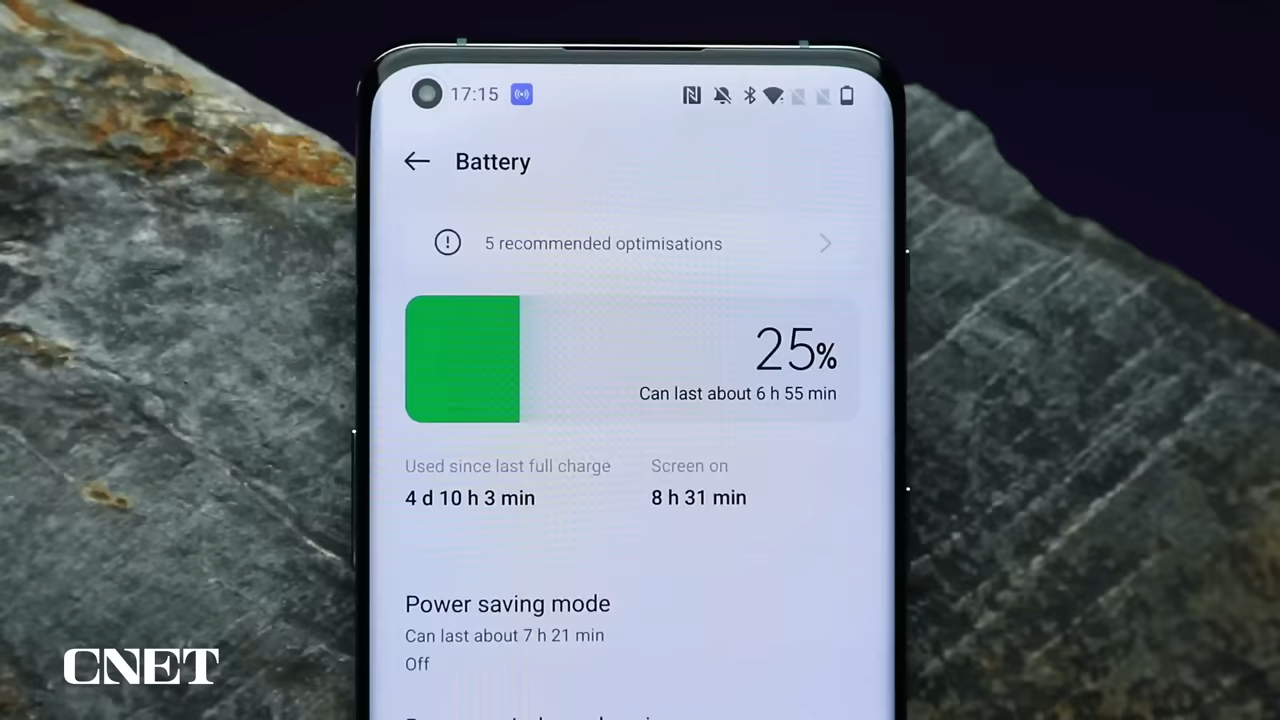 17:15
Battery
5 recommended optimisations
25%
Can last about 6 h 55 min
Used since last full charge
Screen on
4 d 10 h 3 min
8 h 31 min
Power saving mode
Can last about 7 h 21 min
Off
CNET